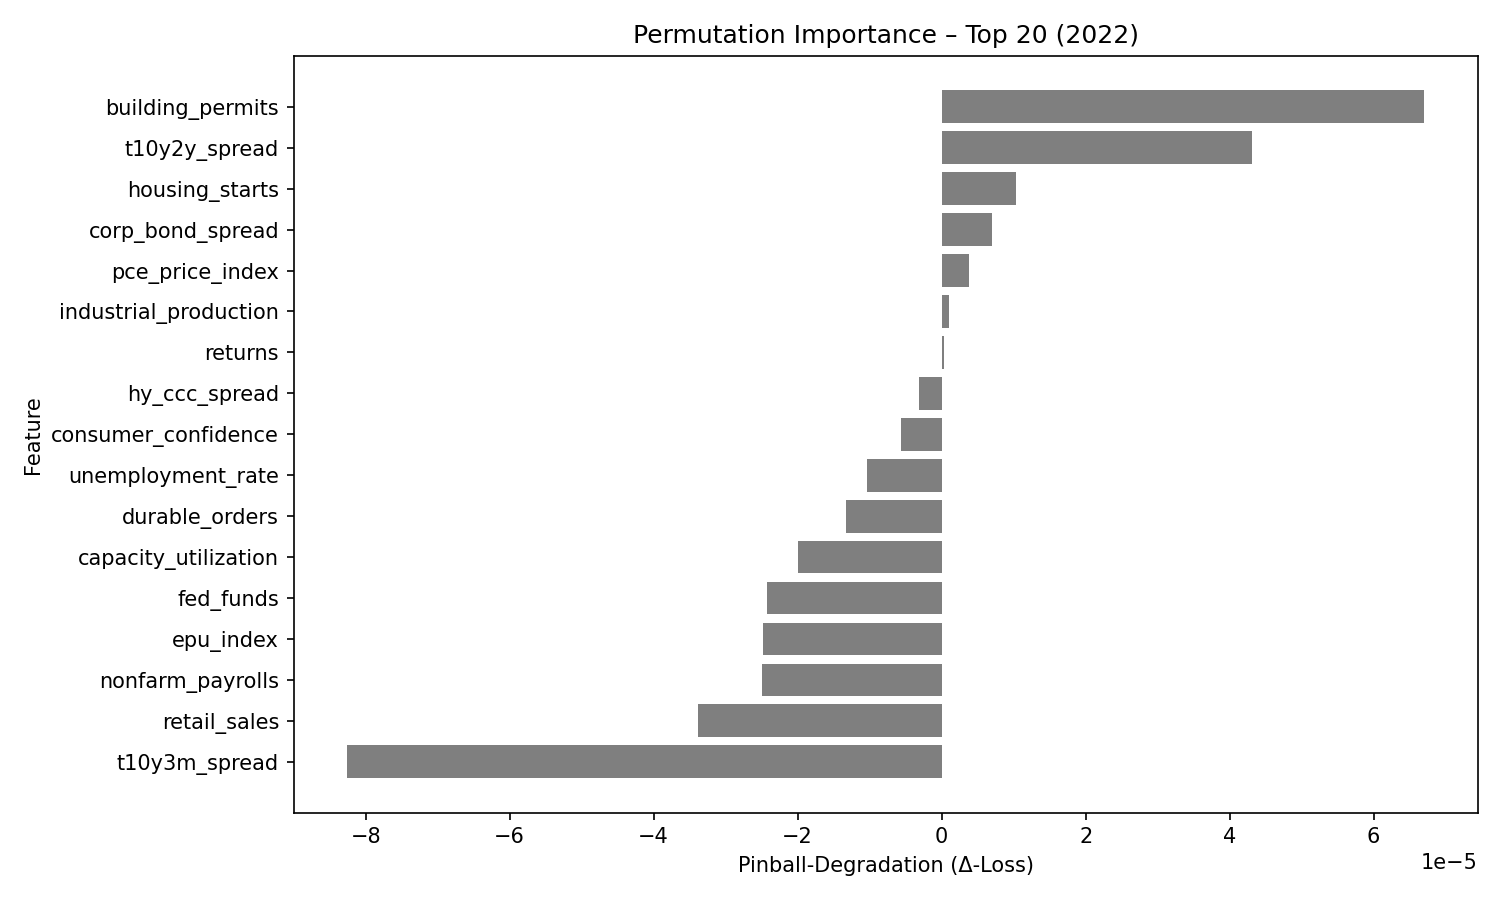 Permutation Importance – Top 20 (2022)
building_permits
t10y2y_spread
housing_starts
corp_bond_spread
pce_price_index
industrial_production
returns
hy_ccc_spread
consumer_confidence
unemployment_rate
durable_orders
capacity_utilization
fed_funds
epu_index
nonfarm_payrolls
retail_sales
t10y3m_spread
Feature
−8 −6 −4 −2 0 2 4 6
1e−5
Pinball-Degradation (Δ-Loss)